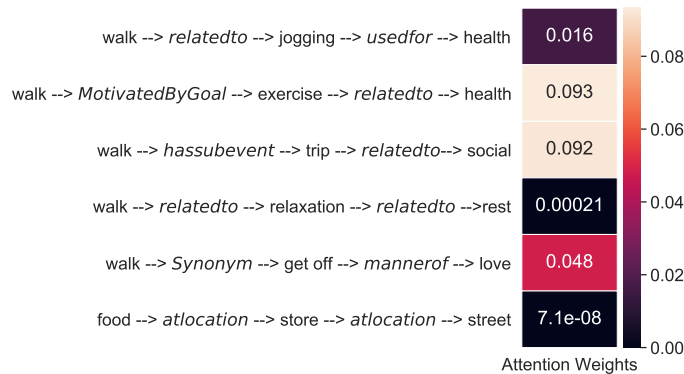 walk --> relatedto --> jogging --> usedfor --> health 0.016
walk --> MotivatedByGoal --> exercise --> relatedto --> health 0.093
walk --> hassubevent --> trip --> relatedto--> social 0.092
walk --> relatedto --> relaxation --> relatedto -->rest 0.00021
walk --> Synonym --> get off --> mannerof --> love 0.048
food --> atlocation --> store --> atlocation --> street 7.1e-08
Attention Weights
0.08
0.06
0.04
0.02
0.00